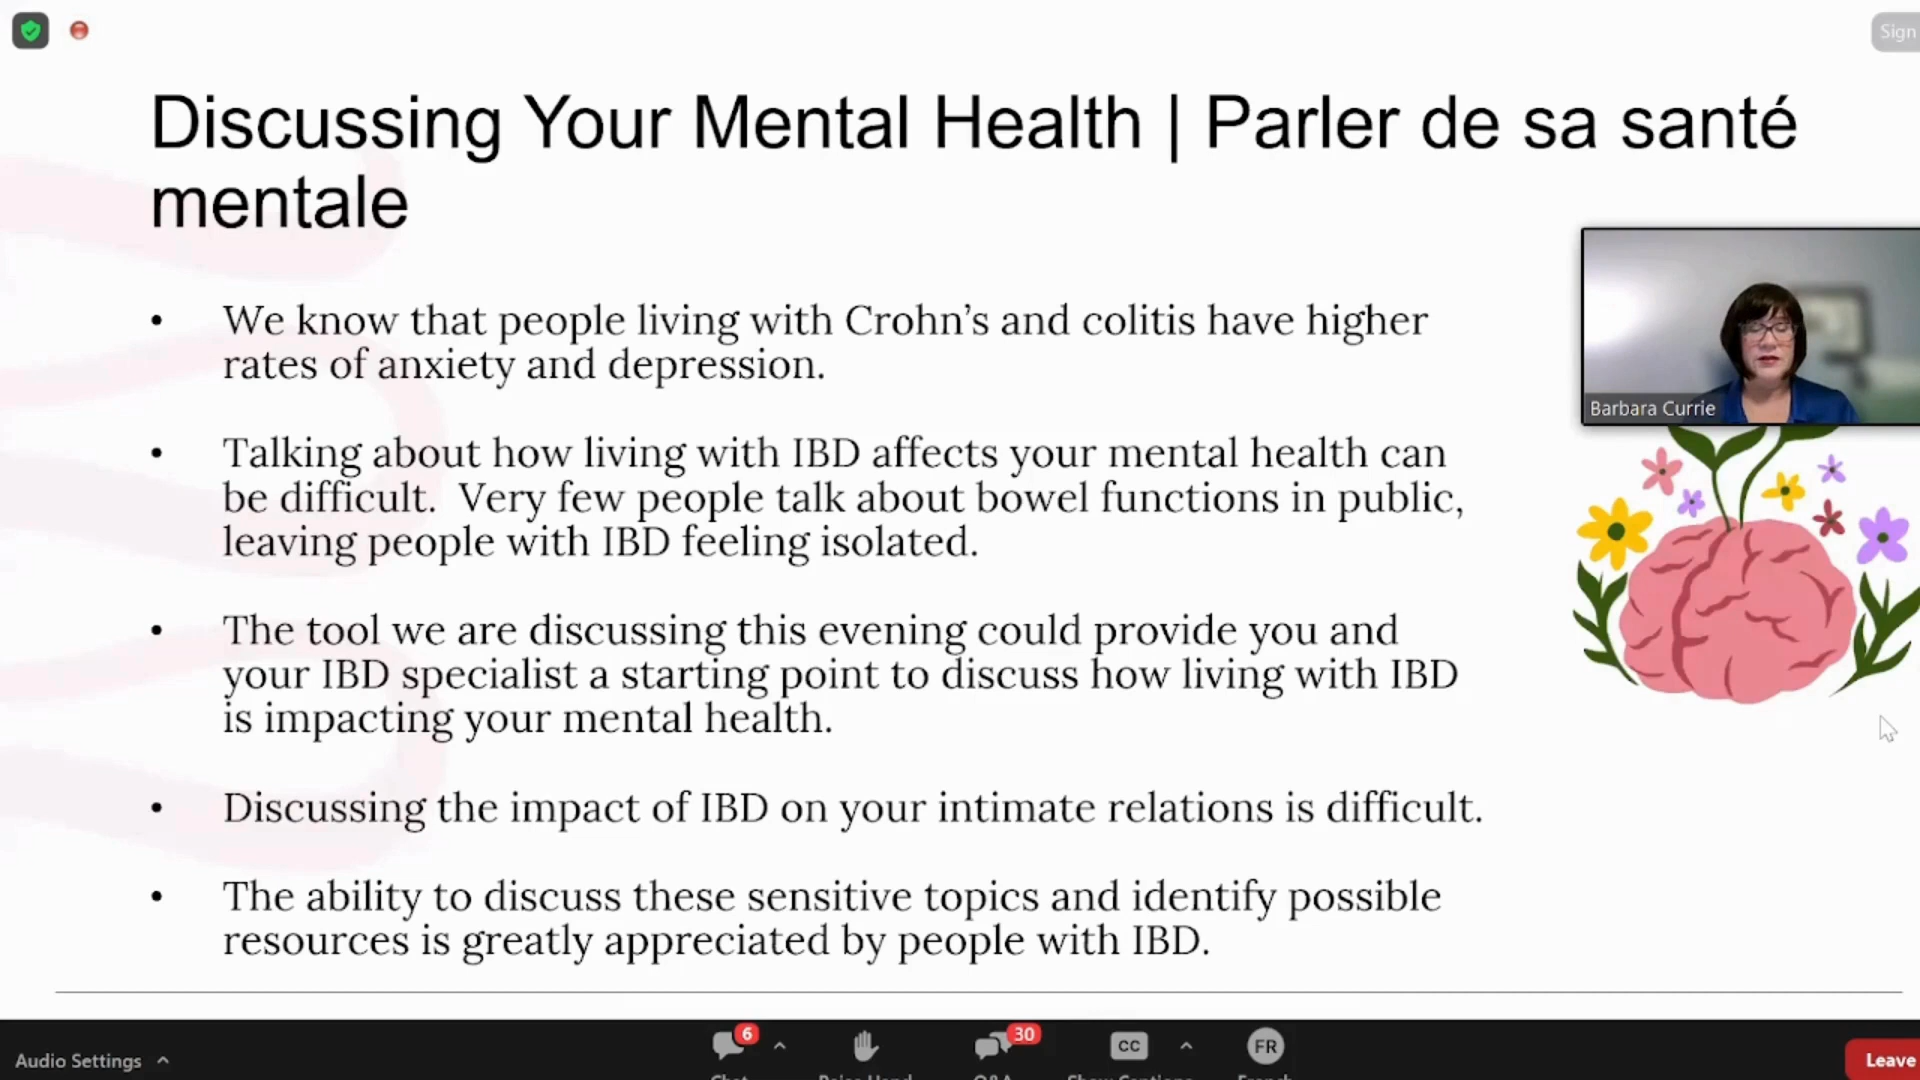 Sign
Discussing Your Mental Health | Parler de sa santé
mentale
• We know that people living with Crohn’s and colitis have higher
rates of anxiety and depression.
Barbara Currie
• Talking about how living with IBD affects your mental health can
be difficult.  Very few people talk about bowel functions in public,
leaving people with IBD feeling isolated.
• The tool we are discussing this evening could provide you and
your IBD specialist a starting point to discuss how living with IBD
is impacting your mental health.
• Discussing the impact of IBD on your intimate relations is difficult.
• The ability to discuss these sensitive topics and identify possible
resources is greatly appreciated by people with IBD.
6
30
CC
FR
Audio Settings
Leave